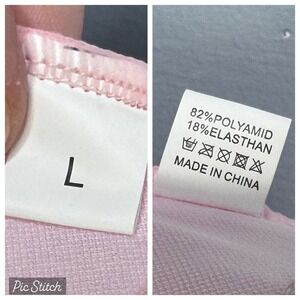 L
82%POLYAMID
18%ELASTHAN
MADE IN CHINA
Pic Stitch